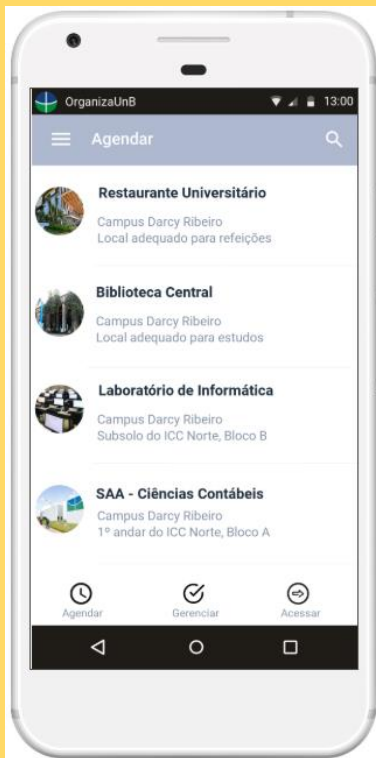 OrganizaUnB 13:00
Agendar
Restaurante Universitário
Campus Darcy Ribeiro
Local adequado para refeições
Biblioteca Central
Campus Darcy Ribeiro
Local adequado para estudos
Laboratório de Informática
Campus Darcy Ribeiro
Subsolo do ICC Norte, Bloco B
SAA - Ciências Contábeis
Campus Darcy Ribeiro
1º andar do ICC Norte, Bloco A
Agendar Gerenciar Acessar